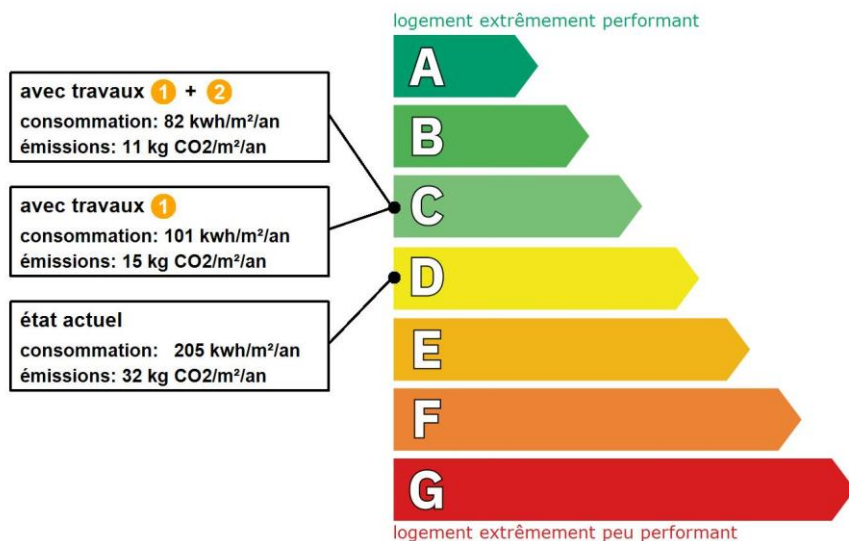 logement extrêmement performant
avec travaux 1 + 2
consommation: 82 kwh/m²/an
émissions: 11 kg CO2/m²/an
avec travaux 1
consommation: 101 kwh/m²/an
émissions: 15 kg CO2/m²/an
état actuel
consommation: 205 kwh/m²/an
émissions: 32 kg CO2/m²/an
A
B
C
D
E
F
G
logement extrêmement peu performant